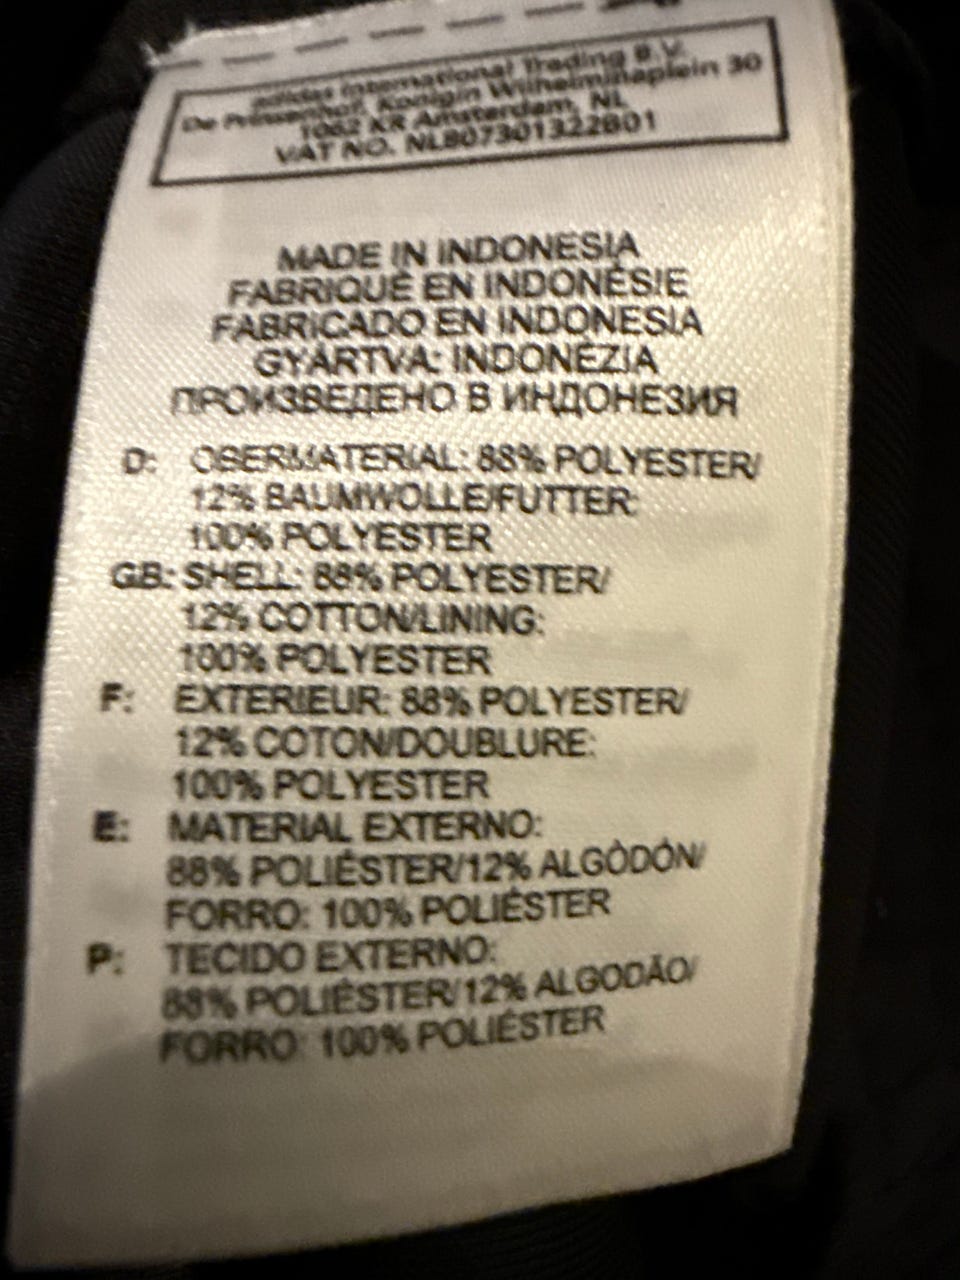 adidas International Trading B.V.
De Prinsenhof, Konigin Wilhelminaplein 30
1062 KR Amsterdam, NL
VAT NO. NL807301322B01
MADE IN INDONESIA
FABRIQUÉ EN INDONÉSIE
FABRICADO EN INDONESIA
GYÁRTVA: INDONÉZIA
ПРОИЗВЕДЕНО В ИНДОНЕЗИЯ
D: OBERMATERIAL: 88% POLYESTER/
12% BAUMWOLLE/FUTTER:
100% POLYESTER
GB: SHELL: 88% POLYESTER/
12% COTTON/LINING:
100% POLYESTER
F: EXTERIEUR: 88% POLYESTER/
12% COTON/DOUBLURE:
100% POLYESTER
E: MATERIAL EXTERNO:
88% POLIÉSTER/12% ALGÒDÓN/
FORRO: 100% POLIÉSTER
P: TECIDO EXTERNO:
88% POLIÉSTER/12% ALGODÃO/
FORRO: 100% POLIÉSTER